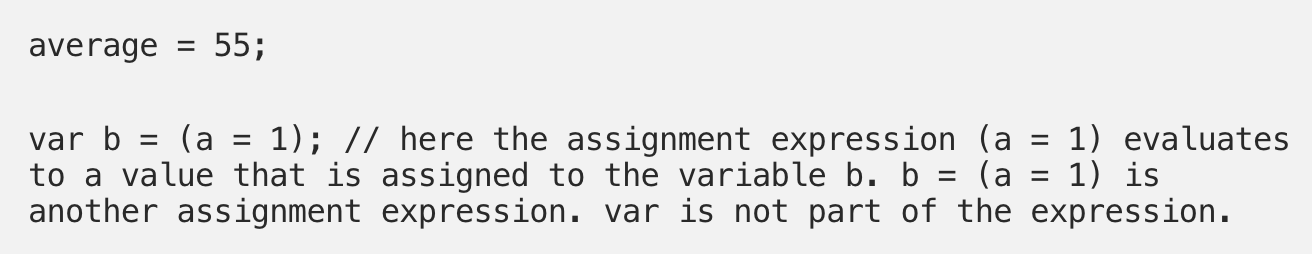 average = 55;
var b = (a = 1); // here the assignment expression (a = 1) evaluates
to a value that is assigned to the variable b. b = (a = 1) is
another assignment expression. var is not part of the expression.